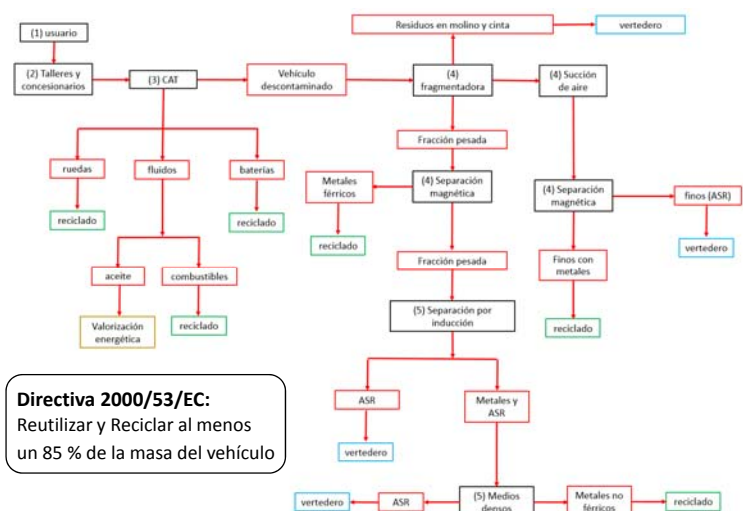 Residuos en molino y cinta
vertedero
(1) usuario
(2) Talleres y
concesionarios
(3) CAT
Vehículo
descontaminado
(4)
fragmentadora
(4) Succión
de aire
Fracción pesada
ruedas
fluidos
baterías
Metales
férricos
(4) Separación
magnética
(4) Separación
magnética
finos (ASR)
reciclado
reciclado
reciclado
vertedero
aceite
combustibles
Fracción pesada
Finos con
metales
Valorización
energética
reciclado
(5) Separación por
inducción
reciclado
Directiva 2000/53/EC:
Reutilizar y Reciclar al menos
un 85 % de la masa del vehículo
ASR
Metales y
ASR
vertedero
vertedero
ASR
(5) Medios
densos
Metales no
férricos
reciclado